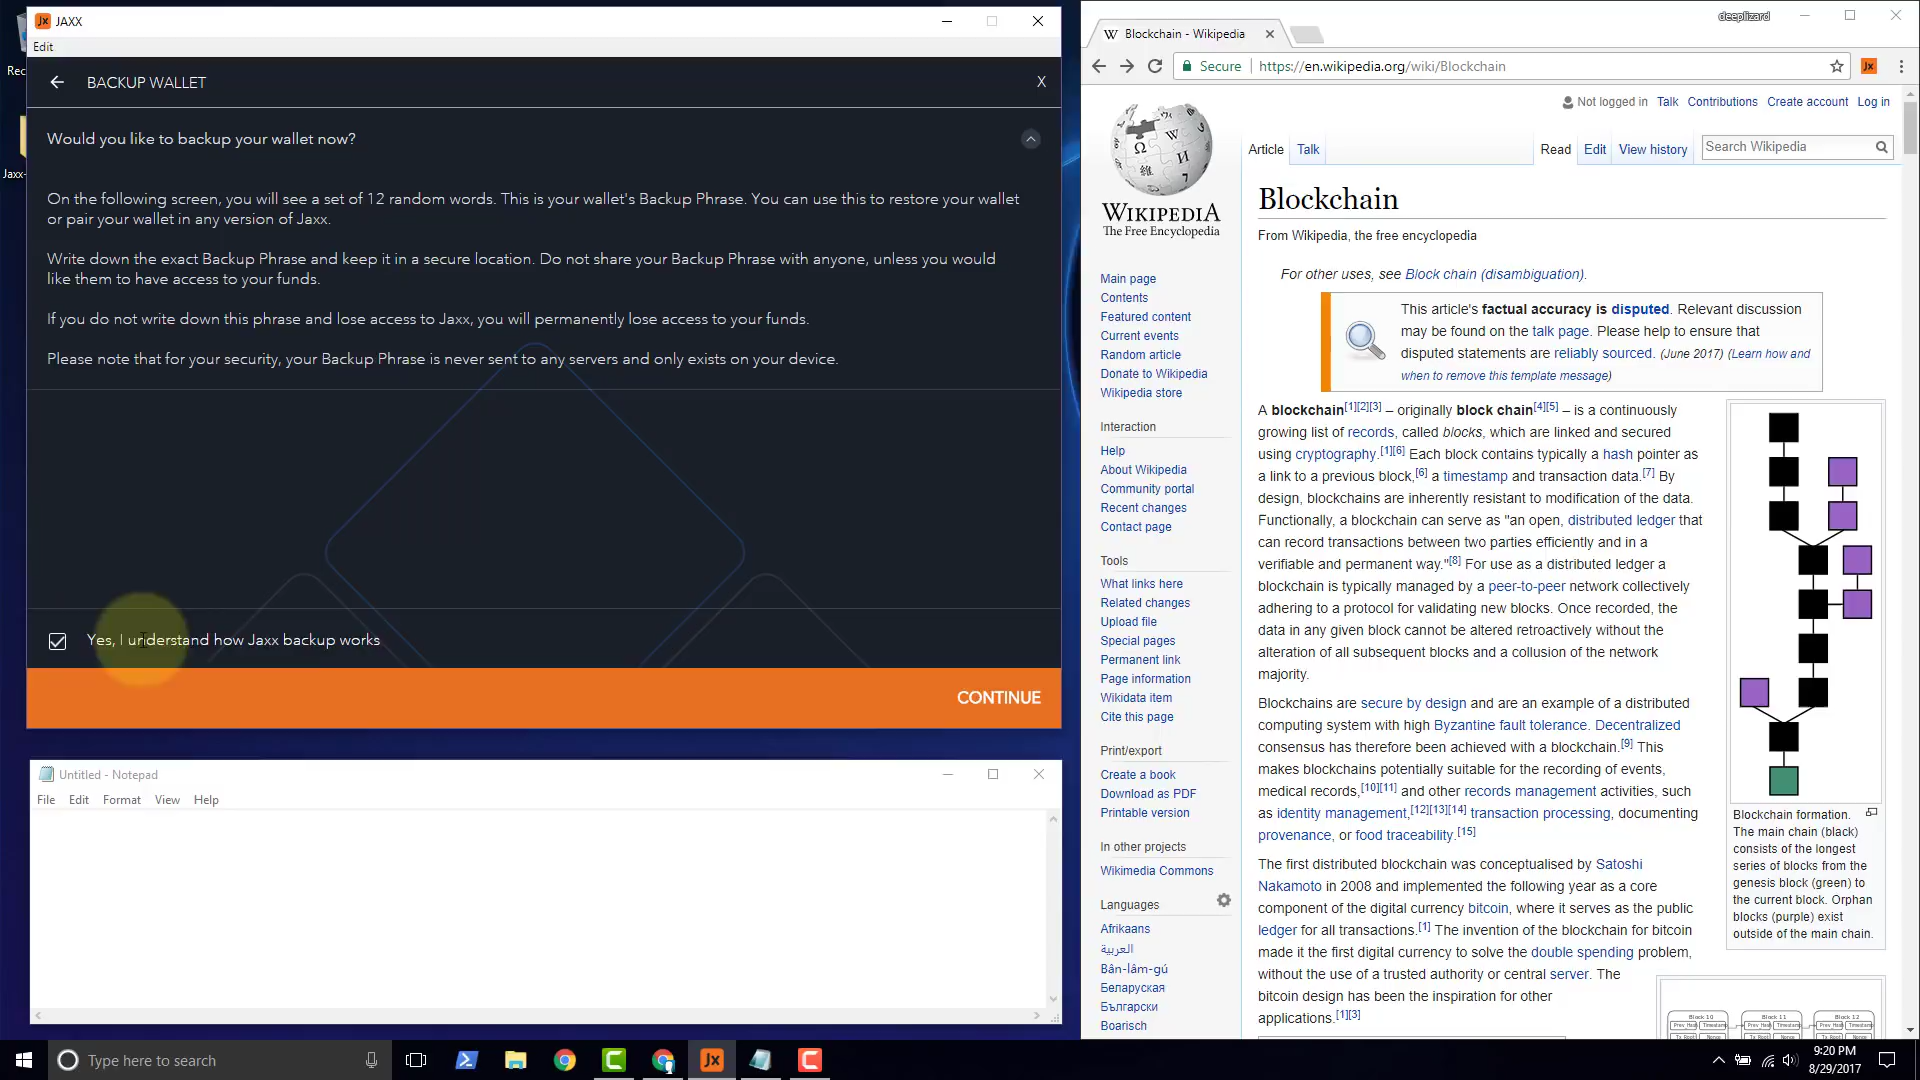 JAXX
Edit
BACKUP WALLET
X
Would you like to backup your wallet now?
On the following screen, you will see a set of 12 random words. This is your wallet's Backup Phrase. You can use this to restore your wallet
or pair your wallet in any version of Jaxx.
Write down the exact Backup Phrase and keep it in a secure location. Do not share your Backup Phrase with anyone, unless you would
like them to have access to your funds.
If you do not write down this phrase and lose access to Jaxx, you will permanently lose access to your funds.
Please note that for your security, your Backup Phrase is never sent to any servers and only exists on your device.
Yes, I understand how Jaxx backup works
CONTINUE
Untitled - Notepad
File Edit Format View Help
Type here to search
deeplizard
Blockchain - Wikipedia
Secure https://en.wikipedia.org/wiki/Blockchain
Not logged in Talk Contributions Create account Log in
Article Talk Read Edit View history Search Wikipedia
WIKIPEDIA
The Free Encyclopedia
Main page
Contents
Featured content
Current events
Random article
Donate to Wikipedia
Wikipedia store
Interaction
Help
About Wikipedia
Community portal
Recent changes
Contact page
Tools
What links here
Related changes
Upload file
Special pages
Permanent link
Page information
Wikidata item
Cite this page
Print/export
Create a book
Download as PDF
Printable version
In other projects
Wikimedia Commons
Languages
Afrikaans
العربية
Bân-lâm-gú
Беларуская
Български
Boarisch
Blockchain
From Wikipedia, the free encyclopedia
For other uses, see Block chain (disambiguation).
This article's factual accuracy is disputed. Relevant discussion
may be found on the talk page. Please help to ensure that
disputed statements are reliably sourced. (June 2017) (Learn how and
when to remove this template message)
A blockchain[1][2][3] – originally block chain[4][5] – is a continuously
growing list of records, called blocks, which are linked and secured
using cryptography.[1][6] Each block contains typically a hash pointer as
a link to a previous block,[6] a timestamp and transaction data.[7] By
design, blockchains are inherently resistant to modification of the data.
Functionally, a blockchain can serve as "an open, distributed ledger that
can record transactions between two parties efficiently and in a
verifiable and permanent way."[8] For use as a distributed ledger a
blockchain is typically managed by a peer-to-peer network collectively
adhering to a protocol for validating new blocks. Once recorded, the
data in any given block cannot be altered retroactively without the
alteration of all subsequent blocks and a collusion of the network
majority.
Blockchains are secure by design and are an example of a distributed
computing system with high Byzantine fault tolerance. Decentralized
consensus has therefore been achieved with a blockchain.[9] This
makes blockchains potentially suitable for the recording of events,
medical records,[10][11] and other records management activities, such
as identity management,[12][13][14] transaction processing, documenting
provenance, or food traceability.[15]
The first distributed blockchain was conceptualised by Satoshi
Nakamoto in 2008 and implemented the following year as a core
component of the digital currency bitcoin, where it serves as the public
ledger for all transactions.[1] The invention of the blockchain for bitcoin
made it the first digital currency to solve the double spending problem,
without the use of a trusted authority or central server. The
bitcoin design has been the inspiration for other
applications.[1][3]
Blockchain formation.
The main chain (black)
consists of the longest
series of blocks from the
genesis block (green) to
the current block. Orphan
blocks (purple) exist
outside of the main chain.
Block 10 Block 11 Block 12
9:20 PM
8/29/2017